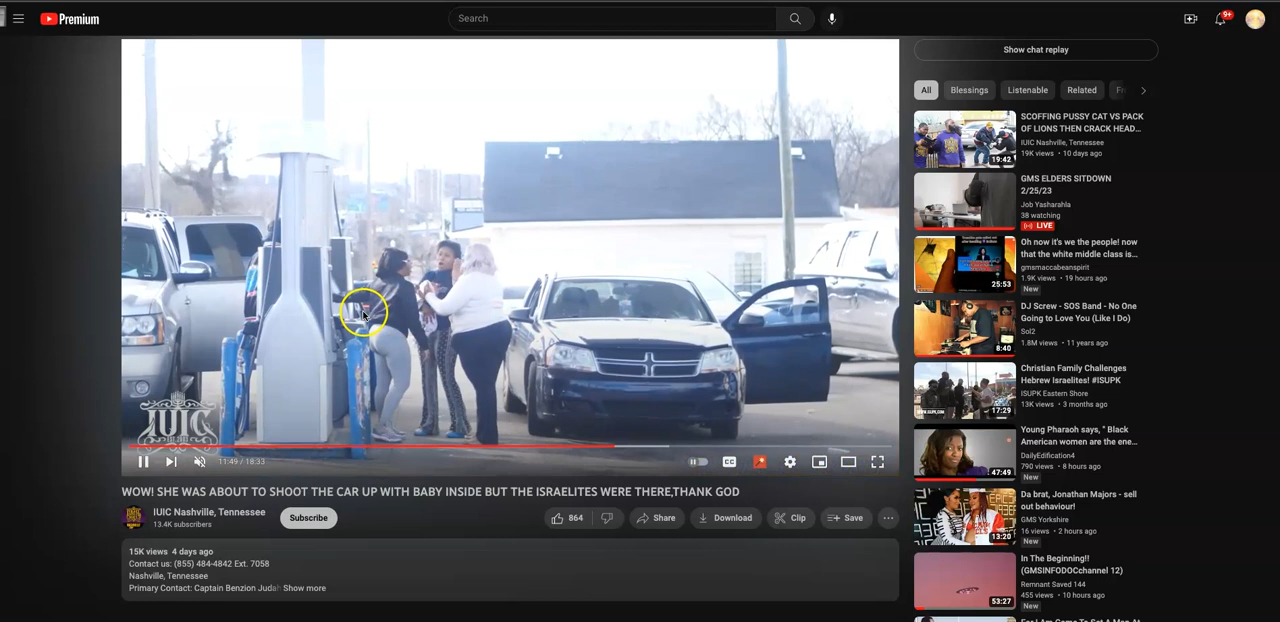 Premium
Search
9+
IUIC
11:49 / 18:33
CC
WOW! SHE WAS ABOUT TO SHOOT THE CAR UP WITH BABY INSIDE BUT THE ISRAELITES WERE THERE,THANK GOD
IUIC Nashville, Tennessee
13.4K subscribers
Subscribe
864
Share
Download
Clip
Save
15K views 4 days ago
Contact us: (855) 484-4842 Ext. 7058
Nashville, Tennessee
Primary Contact: Captain Benzion Judah Show more
Show chat replay
All
Blessings
Listenable
Related
SCOFFING PUSSY CAT VS PACK
OF LIONS THEN CRACK HEAD...
IUIC Nashville, Tennessee
19K views • 10 days ago
19:42
GMS ELDERS SITDOWN
2/25/23
Job Yasharahla
38 watching
LIVE
Oh now it's we the people! now
that the white middle class is...
gmsmaccabeanspirit
1.9K views • 19 hours ago
New
25:53
DJ Screw - SOS Band - No One
Going to Love You (Like I Do)
Sol2
1.8M views • 11 years ago
8:40
Christian Family Challenges
Hebrew Israelites! #ISUPK
ISUPK Eastern Shore
13K views • 3 months ago
17:29
Young Pharaoh says, " Black
American women are the ene...
DailyEdification4
790 views • 8 hours ago
New
47:49
Da brat, Jonathan Majors - sell
out behaviour!
GMS Yorkshire
16 views • 2 hours ago
New
13:20
In The Beginning!!
(GMSINFODOCchannel 12)
Remnant Saved 144
455 views • 10 hours ago
New
53:27